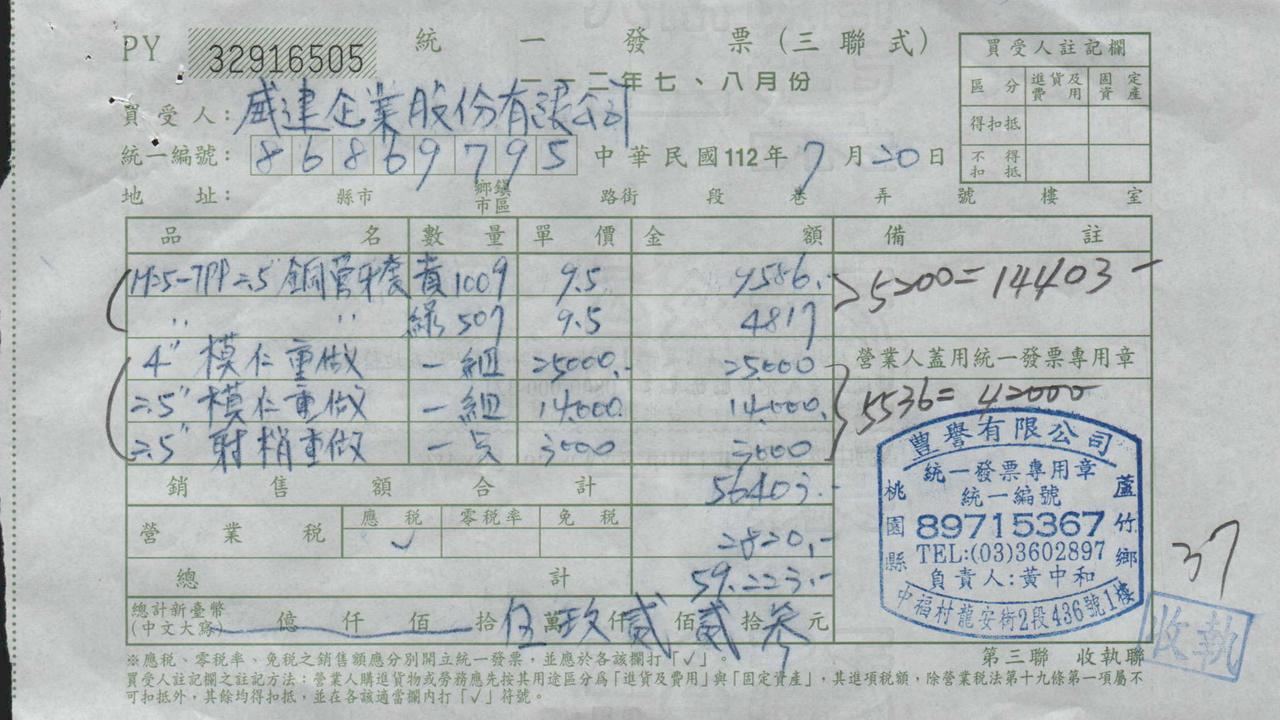 PY 32916505 統一發票(三聯式)
一一二年七、八月份
買受人註記欄
區分 進貨及費用 固定資產
得扣抵
不得扣抵
買受人: 威建企業股份有限公司
統一編號: 86869795 中華民國112年7月20日
地址: 縣市 鄉鎮市區 路街 段 巷 弄 號 樓 室
品名 數量 單價 金額 備註
M25-7PP 2.5" 銅管牙套 黃1009 9.5 9586.-
〃 〃 綠507 9.5 4817
5200=14403-
4" 模仁重做 一組 25000.- 25000
營業人蓋用統一發票專用章
2.5" 模仁重做 一組 14000. 14000.
5536=42000
2.5" 射梢重做 一支 3000 3000
銷售額合計 56403.-
營業稅 應稅 ✓ 零稅率 免稅 2820.-
總計 59.223.-
總計新臺幣(中文大寫) 億 仟 佰 拾 伍 萬 玖 仟 貳 佰 貳 拾 參 元
豐譽有限公司
統一發票專用章
統一編號
89715367
TEL:(03)3602897
負責人:黃中和
桃園縣 蘆竹鄉
中福村龍安街2段436號1樓
37
收執
第三聯 收執聯
※應稅、零稅率、免稅之銷售額應分別開立統一發票,並應於各該欄打「✓」。
買受人註記欄之註記方法:營業人購進貨物或勞務應先按其用途區分為「進貨及費用」與「固定資產」,其進項稅額,除營業稅法第十九條第一項屬不
可扣抵外,其餘均得扣抵,並在各該適當欄內打「✓」符號。